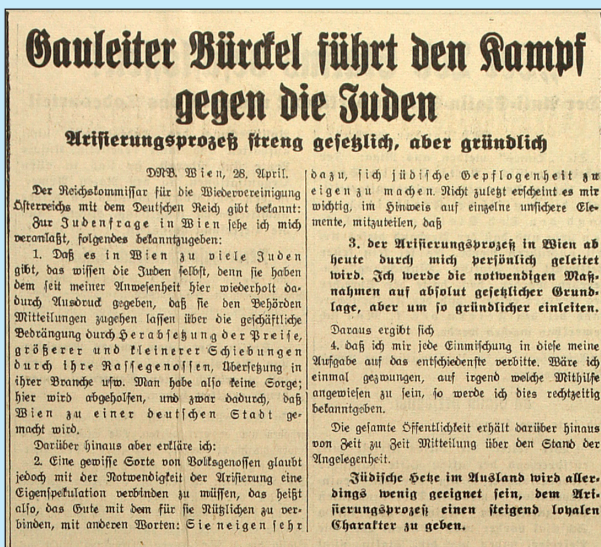 Gauleiter Bürckel führt den Kampf
gegen die Juden
Arisierungsprozeß streng gesetzlich, aber gründlich
DNB. Wien, 28. April.
Der Reichskommissar für die Wiedervereinigung
Österreichs mit dem Deutschen Reich gibt bekannt:
Zur Judenfrage in Wien sehe ich mich
veranlaßt, folgendes bekanntzugeben:
1. Daß es in Wien zu viele Juden
gibt, das wissen die Juden selbst, denn sie haben
dem seit meiner Anwesenheit hier wiederholt da-
durch Ausdruck gegeben, daß sie den Behörden
Mitteilungen zugehen lassen über die geschäftliche
Bedrängung durch Herabsetzung der Preise,
größerer und kleinerer Schiebungen
durch ihre Rassegenossen, Übersetzung in
ihrer Branche usw. Man habe also keine Sorge;
hier wird abgeholfen, und zwar dadurch, daß
Wien zu einer deutschen Stadt ge-
macht wird.
Darüber hinaus aber erkläre ich:
2. Eine gewisse Sorte von Volksgenossen glaubt
jedoch mit der Notwendigkeit der Arisierung eine
Eigenspekulation verbinden zu müssen, das heißt
also, das Gute mit dem für sie Nützlichen zu ver-
binden, mit anderen Worten: Sie neigen sehr
dazu, sich jüdische Gepflogenheit zu
eigen zu machen. Nicht zuletzt erscheint es mir
wichtig, im Hinweis auf einzelne unsichere Ele-
mente, mitzuteilen, daß
3. der Arisierungsprozeß in Wien ab
heute durch mich persönlich geleitet
wird. Ich werde die notwendigen Maß-
nahmen auf absolut gesetzlicher Grund-
lage, aber um so gründlicher einleiten.
Daraus ergibt sich
4. daß ich mir jede Einmischung in diese meine
Aufgabe auf das entschiedenste verbitte. Wäre ich
einmal gezwungen, auf irgend welche Mithilfe
angewiesen zu sein, so werde ich dies rechtzeitig
bekanntgeben.
Die gesamte Öffentlichkeit erhält darüber hinaus
von Zeit zu Zeit Mitteilung über den Stand der
Angelegenheit.
Jüdische Hetze im Ausland wird aller-
dings wenig geeignet sein, dem Ari-
sierungsprozeß einen steigend loyalen
Charakter zu geben.